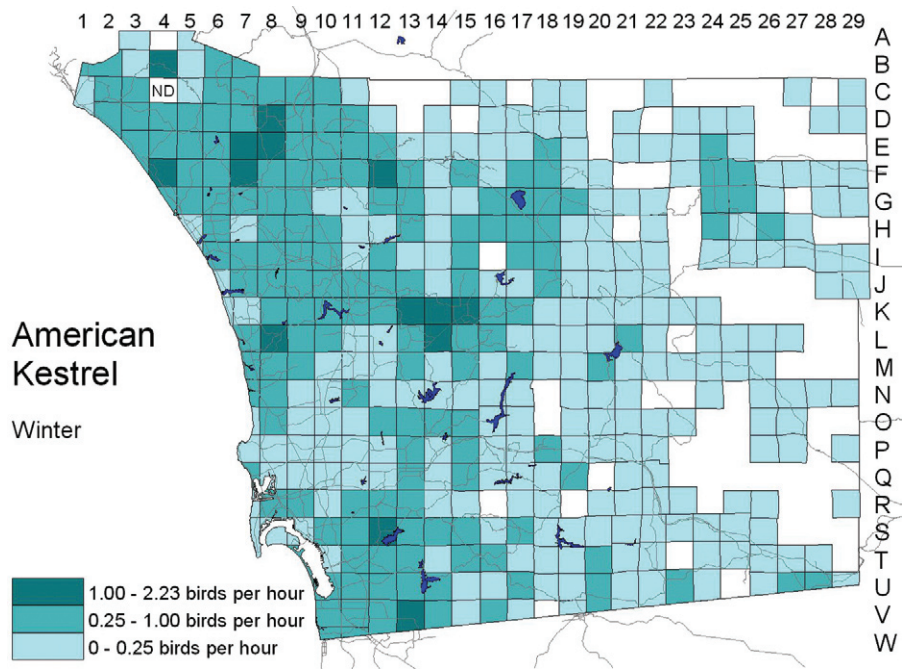 1 2 3 4 5 6 7 8 9 10 11 12 13 14 15 16 17 18 19 20 21 22 23 24 25 26 27 28 29
A
B
C
ND
D
E
F
G
H
I
J
K
L
M
N
O
P
Q
R
S
T
U
V
W
American
Kestrel
Winter
1.00 - 2.23 birds per hour
0.25 - 1.00 birds per hour
0 - 0.25 birds per hour